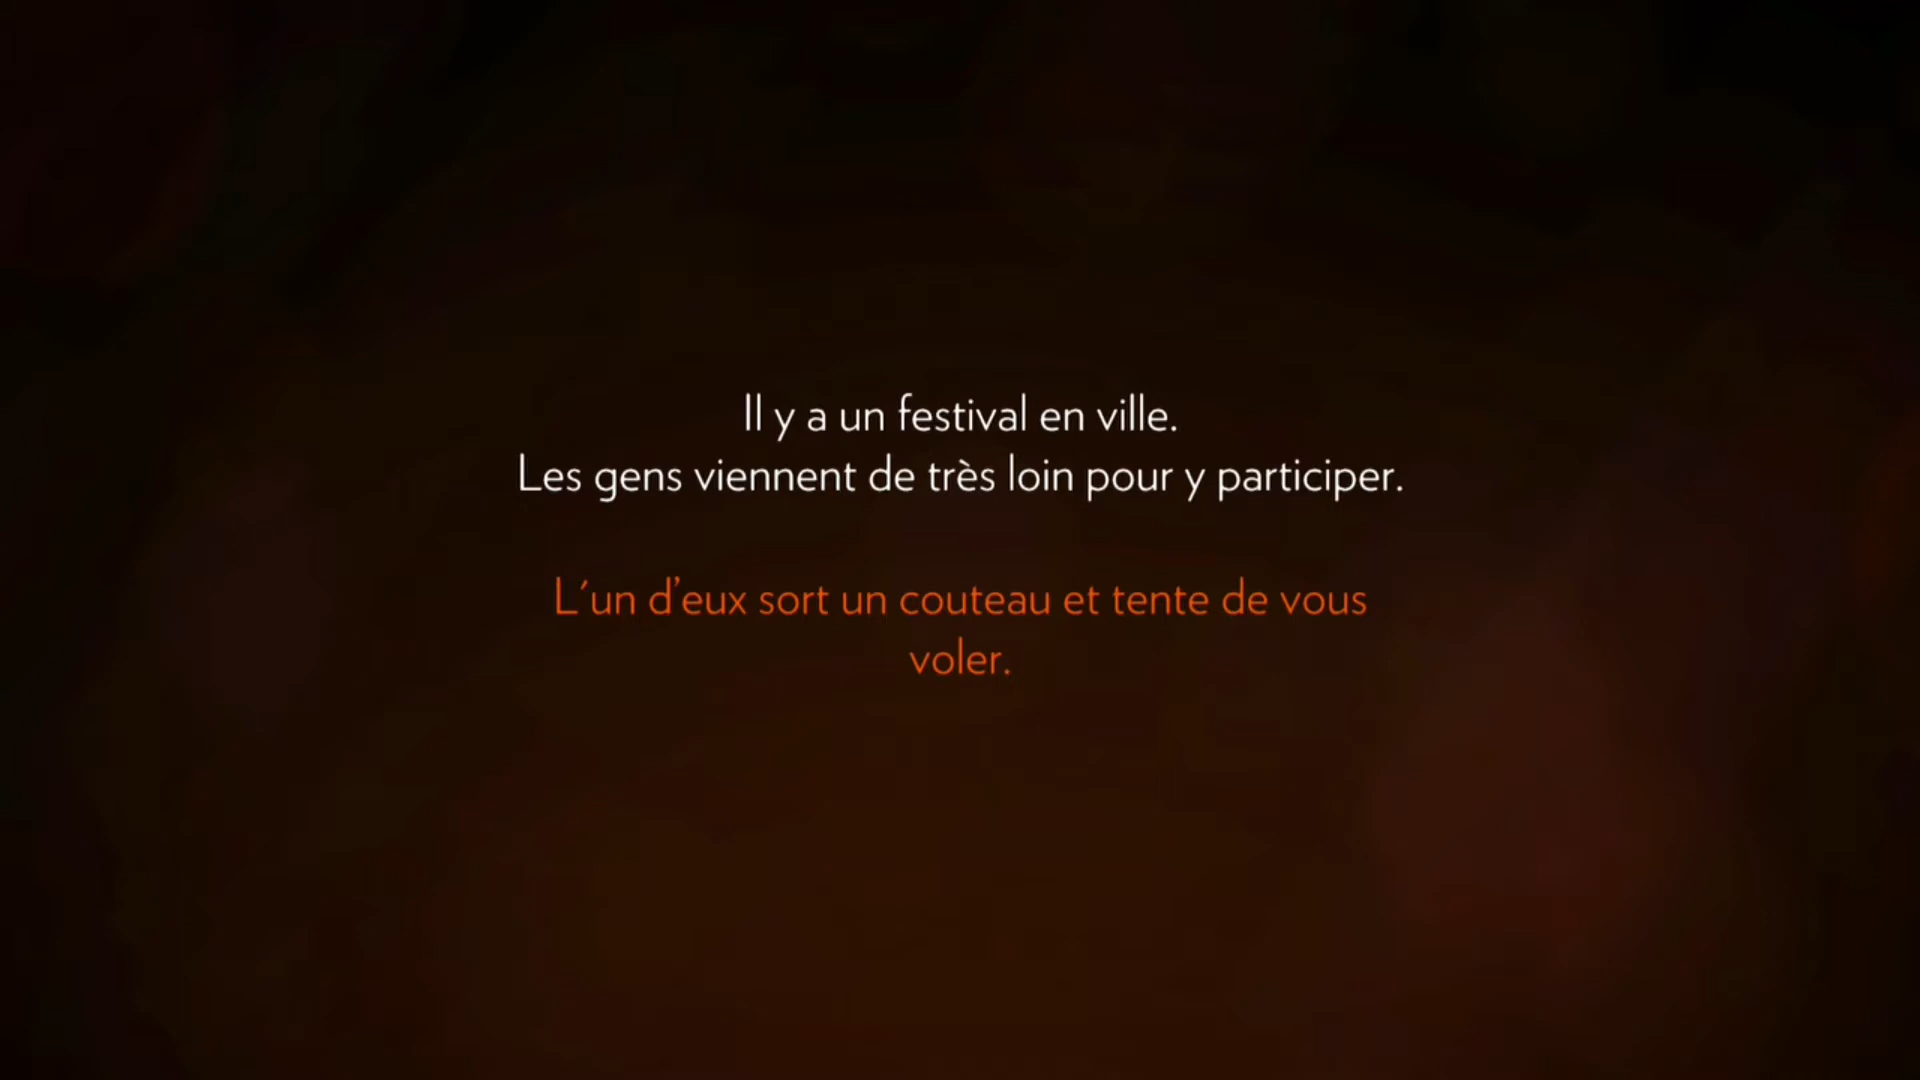 Il y a un festival en ville.
Les gens viennent de très loin pour y participer.
L´un d’eux sort un couteau et tente de vous
voler.